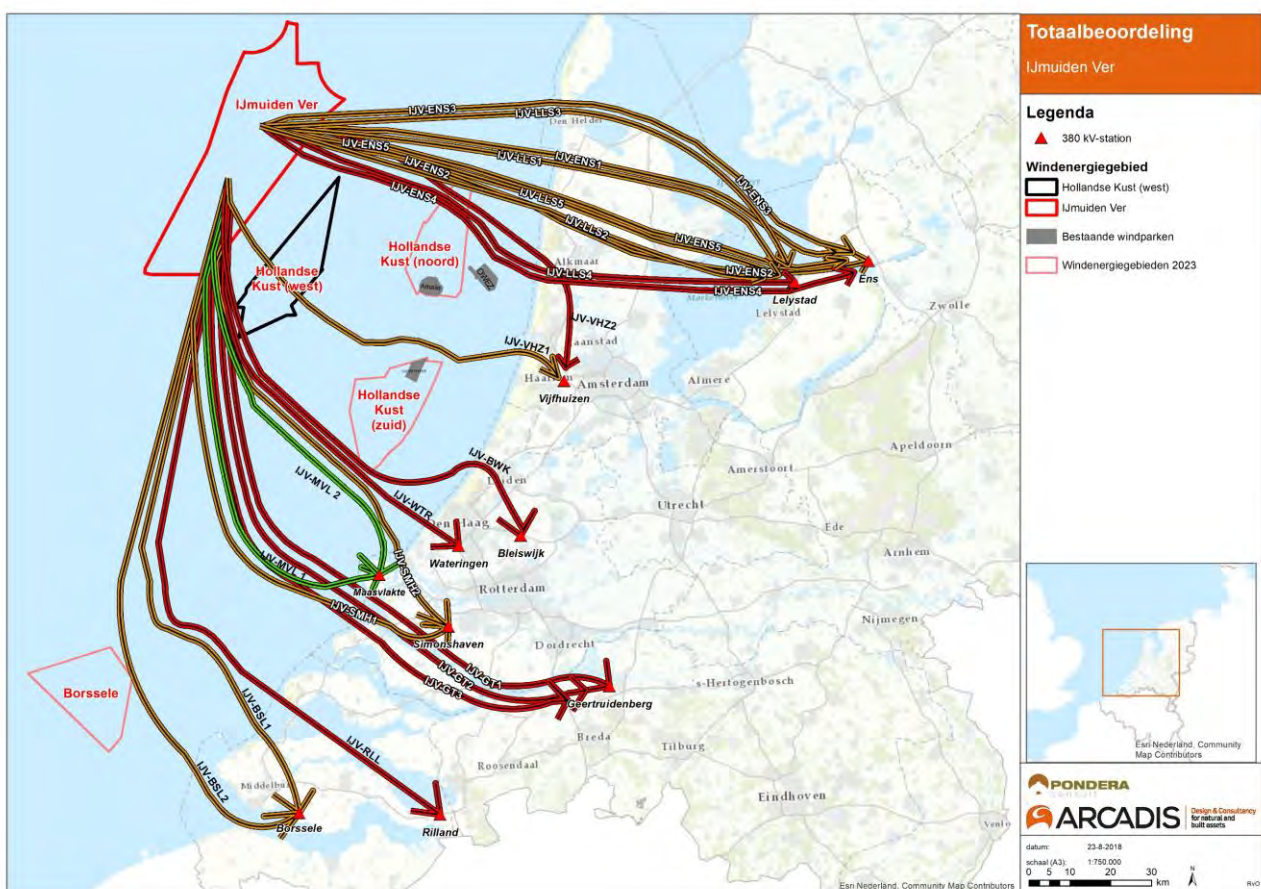 Totaalbeoordeling
IJmuiden Ver
Legenda
380 kV-station
Windenergiegebied
Hollandse Kust (west)
IJmuiden Ver
Bestaande windparken
Windenergiegebieden 2023
IJmuiden Ver
IJV-ENS3
IJV-LLS3
Den Helder
IJV-ENS5
IJV-LLS1
IJV-ENS1
IJV-ENS2
IJV-ENS3
IJV-ENS4
IJV-LLS5
IJV-LLS2
IJV-ENS5
Hollandse
Kust (noord)
Alkmaar
IJV-ENS2
Ens
Hollandse
Kust (west)
IJV-LLS4
IJV-ENS4
Lelystad
Lelystad
Zwolle
IJV-VHZ2
IJV-VHZ1
Haarlem
Amsterdam
Almere
Vijfhuizen
Hollandse
Kust
(zuid)
Apeldoorn
Amersfoort
IJV-BWK
IJV-MVL 2
IJV-WTR
Utrecht
Den Haag
Ede
Bleiswijk
Wateringen
Arnhem
IJV-MVL 1
Maasvlakte
IJV-SMH2
Rotterdam
IJV-SMH1
Nijmegen
Simonshaven
Dordrecht
IJV-GT1
IJV-GT2
IJV-GT3
's-Hertogenbosch
Geertruidenberg
Borssele
Breda
Tilburg
IJV-BSL1
IJV-RLL
Roosendaal
IJV-BSL2
Middelburg
Eindhoven
Borssele
Rilland
Venlo
Esri Nederland, Community Map Contributors
Esri Nederland, Community
Map Contributors
PONDERA
ARCADIS
Design & Consultancy
for natural and
built assets
datum: 23-8-2018
schaal (A3): 1:750.000
0 5 10 20 30
km
N
RvO